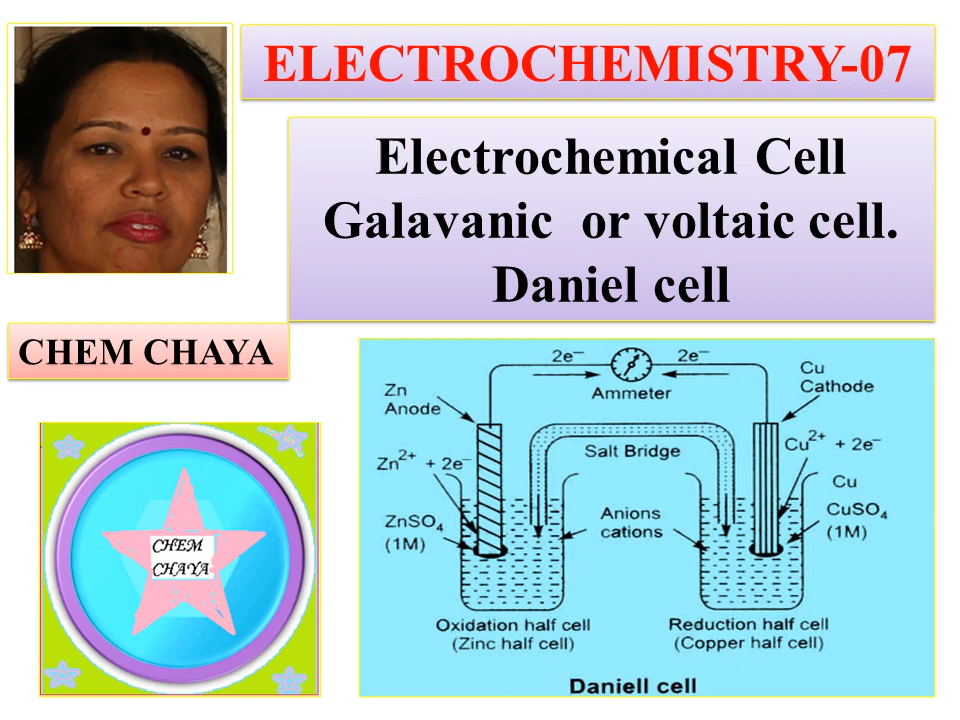 ELECTROCHEMISTRY-07
Electrochemical Cell
Galavanic or voltaic cell.
Daniel cell
CHEM CHAYA
CHEM
CHAYA
2e⁻ 2e⁻
Ammeter
Zn
Anode
Cu
Cathode
Salt Bridge
Zn²⁺ + 2e⁻
Cu²⁺ + 2e⁻
Cu
ZnSO₄
(1M)
Anions
cations
CuSO₄
(1M)
Oxidation half cell
(Zinc half cell)
Reduction half cell
(Copper half cell)
Daniell cell